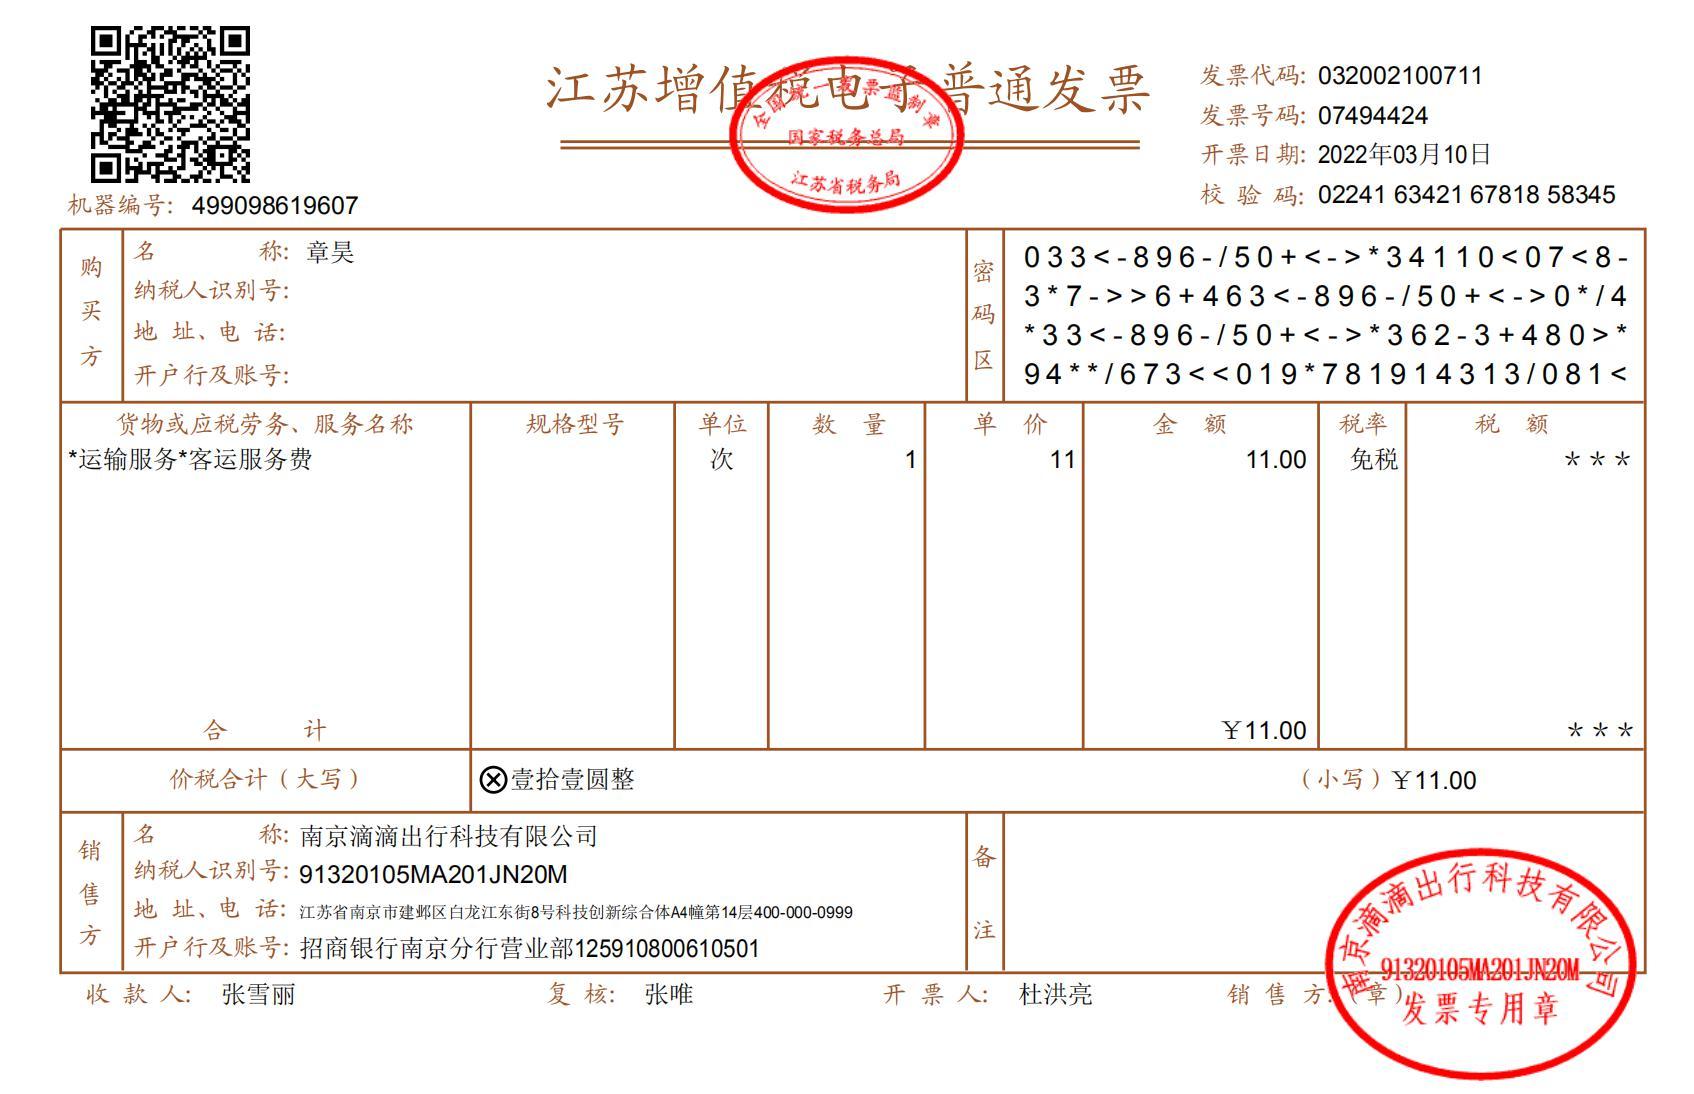 江苏增值税电子普通发票
全国统一发票监制章
国家税务总局
江苏省税务局
发票代码: 032002100711
发票号码: 07494424
开票日期: 2022年03月10日
校验码: 02241 63421 67818 58345
机器编号: 499098619607
购买方
名称: 章昊
纳税人识别号:
地址、电话:
开户行及账号:
密码区
033<-896-/50+<->*34110<07<8-
3*7->>6+463<-896-/50+<->0*/4
*33<-896-/50+<->*362-3+480>*
94**/673<<019*781914313/081<
货物或应税劳务、服务名称 规格型号 单位 数量 单价 金额 税率 税额
*运输服务*客运服务费 次 1 11 11.00 免税 ***
合计 ￥11.00 ***
价税合计（大写） ⊗壹拾壹圆整 （小写）￥11.00
销售方
名称: 南京滴滴出行科技有限公司
纳税人识别号: 91320105MA201JN20M
地址、电话: 江苏省南京市建邺区白龙江东街8号科技创新综合体A4幢第14层400-000-0999
开户行及账号: 招商银行南京分行营业部125910800610501
备注
收款人: 张雪丽 复核: 张唯 开票人: 杜洪亮 销售方:（章）
南京滴滴出行科技有限公司
91320105MA201JN20M
发票专用章